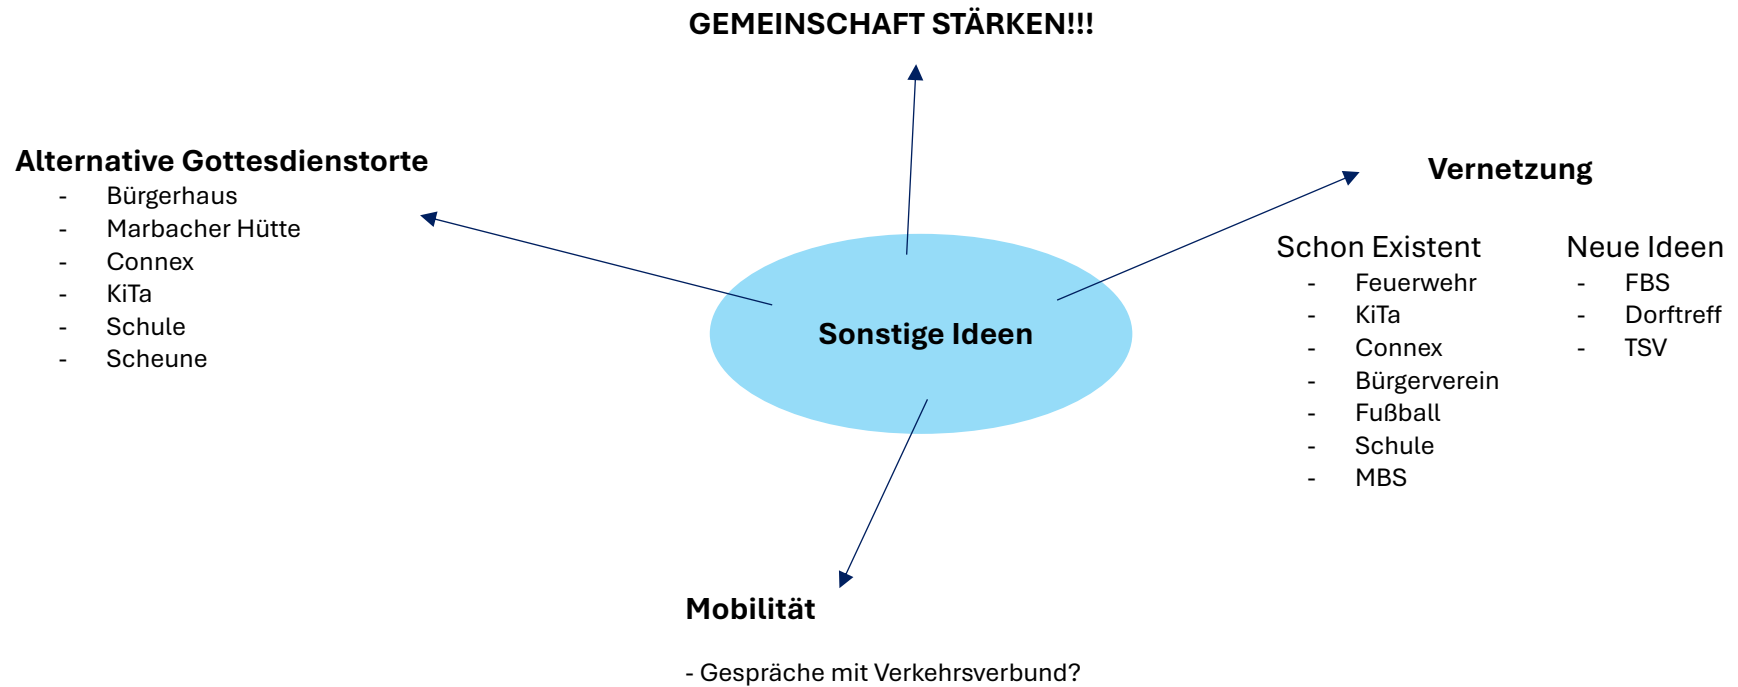 GEMEINSCHAFT STÄRKEN!!!
Alternative Gottesdienstorte
- Bürgerhaus
- Marbacher Hütte
- Connex
- KiTa
- Schule
- Scheune
Vernetzung
Schon Existent
- Feuerwehr
- KiTa
- Connex
- Bürgerverein
- Fußball
- Schule
- MBS
Neue Ideen
- FBS
- Dorftreff
- TSV
Sonstige Ideen
Mobilität
- Gespräche mit Verkehrsverbund?